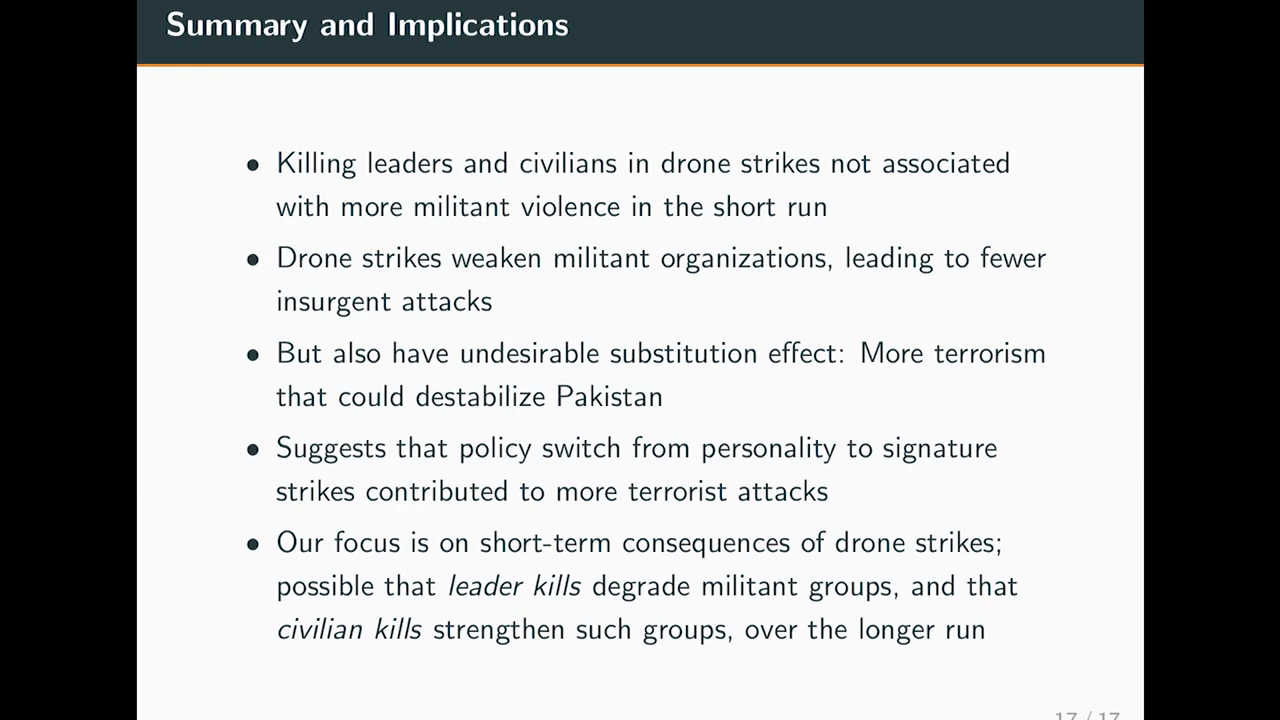 Summary and Implications
• Killing leaders and civilians in drone strikes not associated
with more militant violence in the short run
• Drone strikes weaken militant organizations, leading to fewer
insurgent attacks
• But also have undesirable substitution effect: More terrorism
that could destabilize Pakistan
• Suggests that policy switch from personality to signature
strikes contributed to more terrorist attacks
• Our focus is on short-term consequences of drone strikes;
possible that leader kills degrade militant groups, and that
civilian kills strengthen such groups, over the longer run
17 / 17